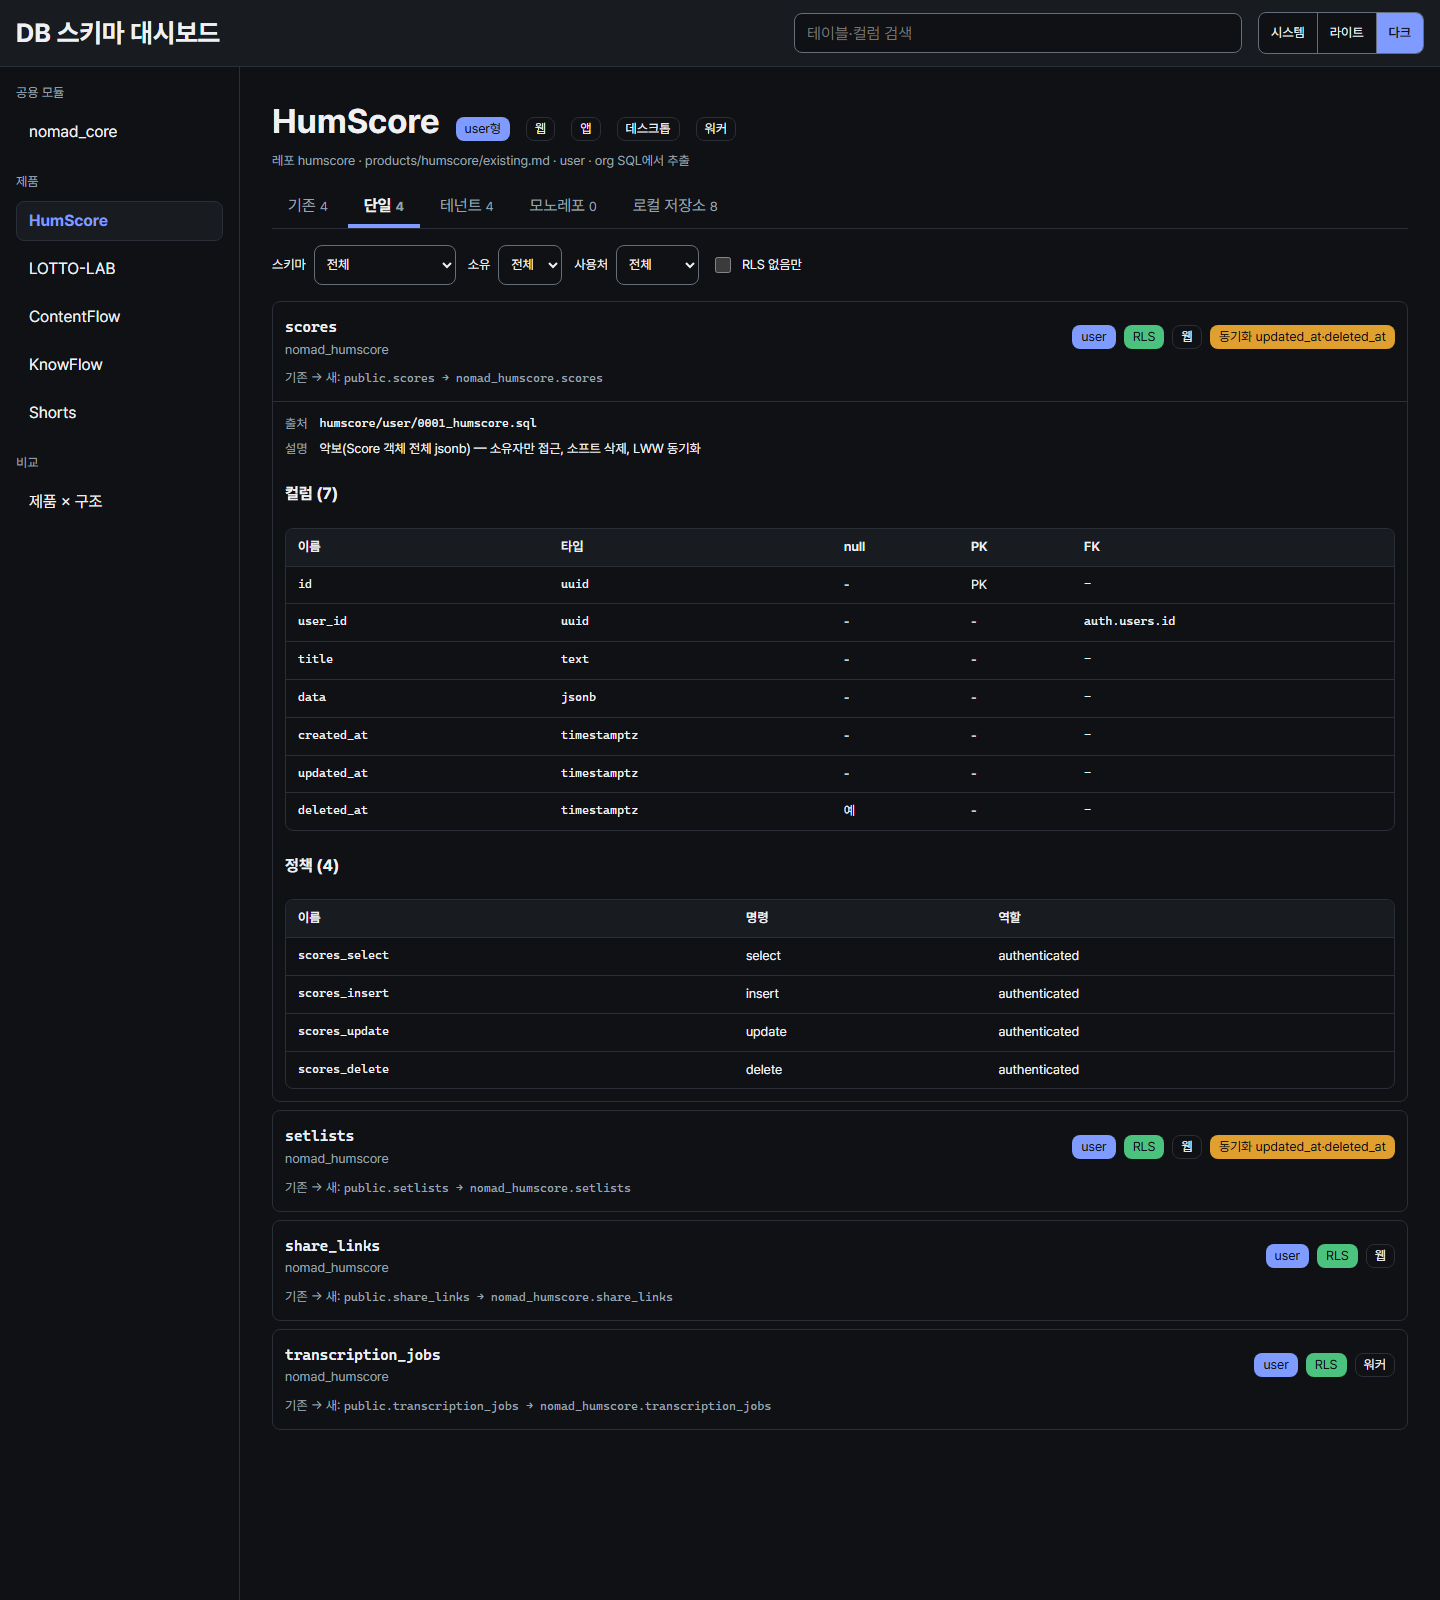 DB 스키마 대시보드
테이블·컬럼 검색
시스템 라이트 다크
공용 모듈
nomad_core
제품
HumScore
LOTTO-LAB
ContentFlow
KnowFlow
Shorts
비교
제품 × 구조
HumScore user형 웹 앱 데스크톱 워커
레포 humscore · products/humscore/existing.md · user · org SQL에서 추출
기존 4 단일 4 테넌트 4 모노레포 0 로컬 저장소 8
스키마 전체 소유 전체 사용처 전체 RLS 없음만
scores
nomad_humscore
user RLS 웹 동기화 updated_at·deleted_at
기존 → 새: public.scores → nomad_humscore.scores
출처 humscore/user/0001_humscore.sql
설명 악보(Score 객체 전체 jsonb) — 소유자만 접근, 소프트 삭제, LWW 동기화
컬럼 (7)
이름 타입 null PK FK
id uuid - PK –
user_id uuid - - auth.users.id
title text - - –
data jsonb - - –
created_at timestamptz - - –
updated_at timestamptz - - –
deleted_at timestamptz 예 - –
정책 (4)
이름 명령 역할
scores_select select authenticated
scores_insert insert authenticated
scores_update update authenticated
scores_delete delete authenticated
setlists
nomad_humscore
user RLS 웹 동기화 updated_at·deleted_at
기존 → 새: public.setlists → nomad_humscore.setlists
share_links
nomad_humscore
user RLS 웹
기존 → 새: public.share_links → nomad_humscore.share_links
transcription_jobs
nomad_humscore
user RLS 워커
기존 → 새: public.transcription_jobs → nomad_humscore.transcription_jobs